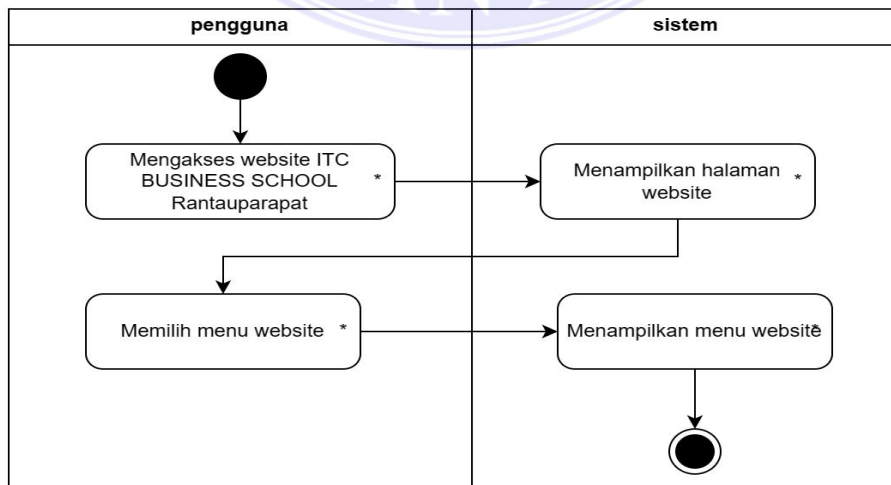 pengguna
sistem
Mengakses website ITC
BUSINESS SCHOOL
Rantauparapat
*
Menampilkan halaman
website
*
Memilih menu website
*
Menampilkan menu website
*